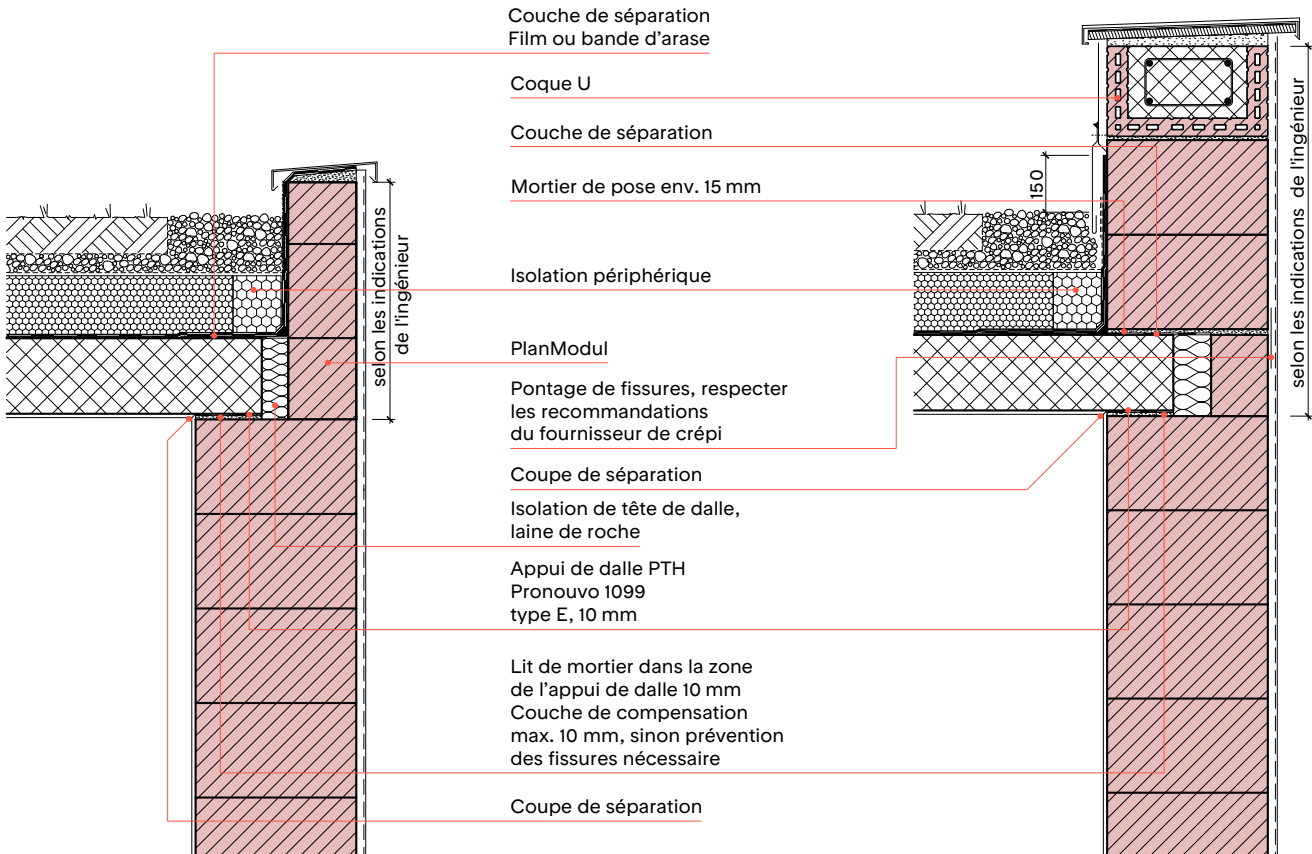 Couche de séparation
Film ou bande d'arase
Coque U
Couche de séparation
Mortier de pose env. 15 mm
Isolation périphérique
PlanModul
Pontage de fissures, respecter
les recommandations
du fournisseur de crépi
Coupe de séparation
Isolation de tête de dalle,
laine de roche
Appui de dalle PTH
Pronouvo 1099
type E, 10 mm
Lit de mortier dans la zone
de l'appui de dalle 10 mm
Couche de compensation
max. 10 mm, sinon prévention
des fissures nécessaire
Coupe de séparation
selon les indications
de l'ingénieur
150
selon les indications de l'ingénieur